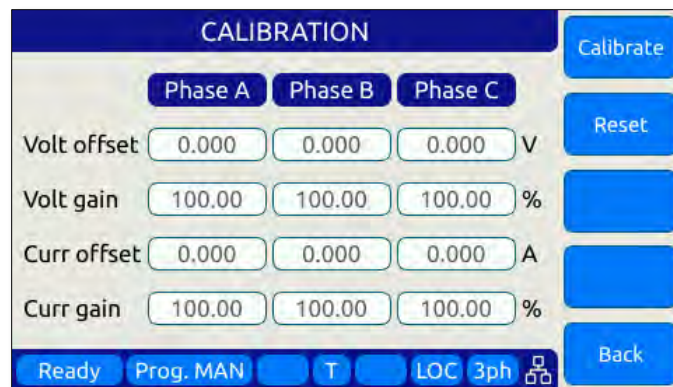 CALIBRATION
Calibrate
Phase A Phase B Phase C
Reset
Volt offset 0.000 0.000 0.000 V
Volt gain 100.00 100.00 100.00 %
Curr offset 0.000 0.000 0.000 A
Curr gain 100.00 100.00 100.00 %
Back
Ready Prog. MAN T LOC 3ph